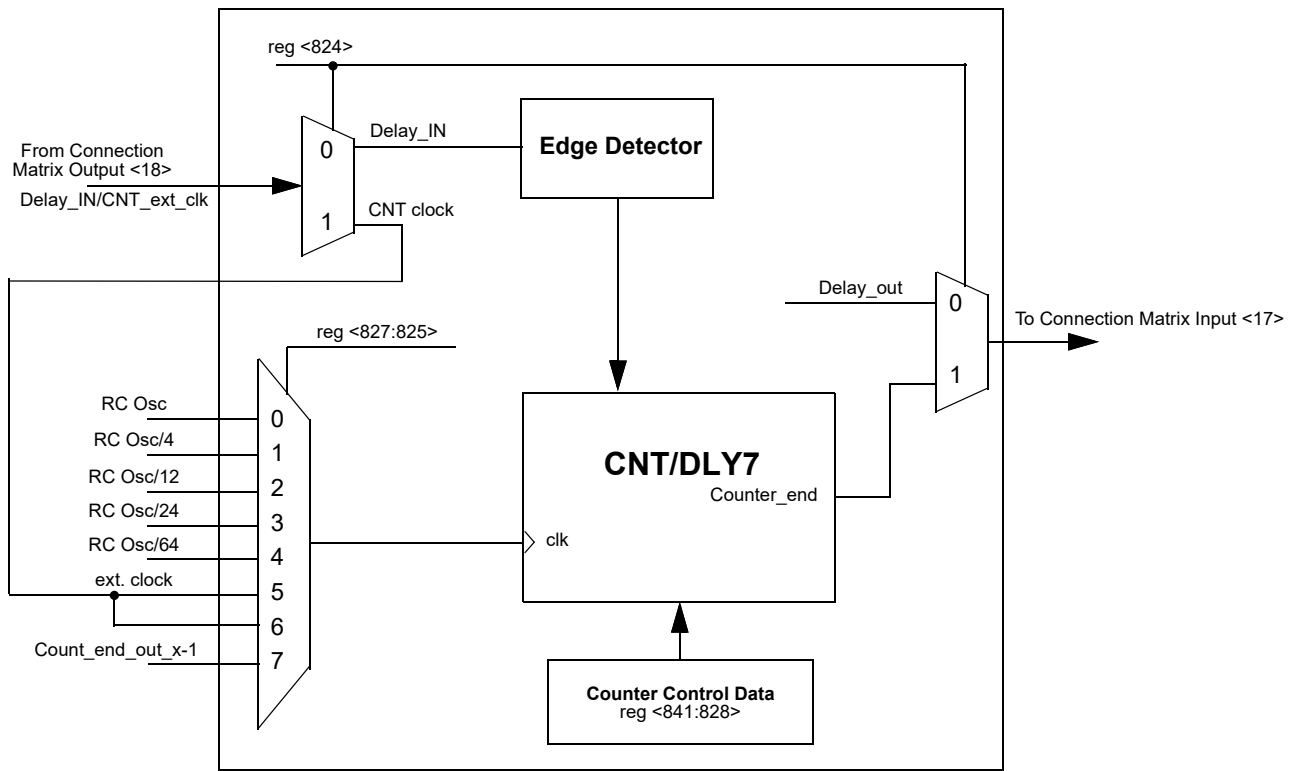 reg <824>
From Connection
Matrix Output <18>
Delay_IN/CNT_ext_clk
0
1
Delay_IN
CNT clock
Edge Detector
Delay_out
0
1
To Connection Matrix Input <17>
reg <827:825>
RC Osc
RC Osc/4
RC Osc/12
RC Osc/24
RC Osc/64
ext. clock
Count_end_out_x-1
0
1
2
3
4
5
6
7
CNT/DLY7
Counter_end
clk
Counter Control Data
reg <841:828>